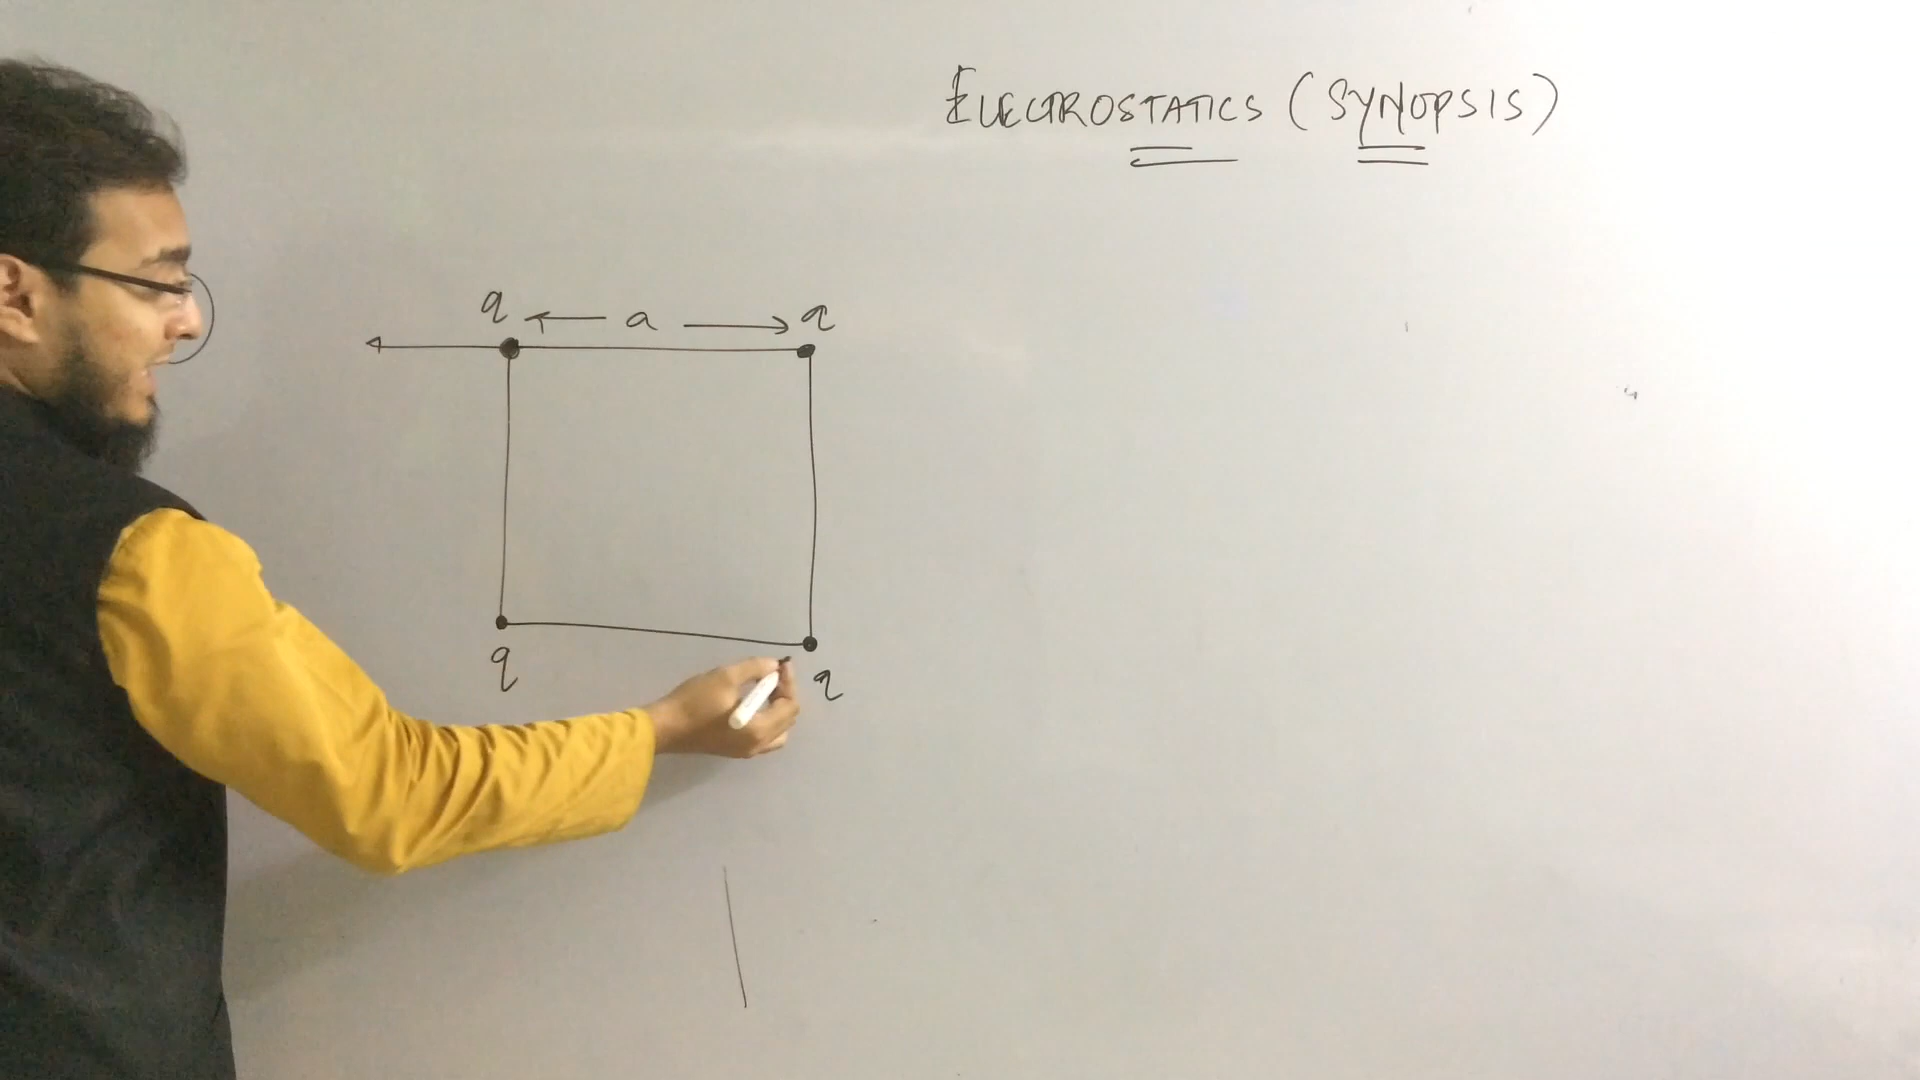 ELECTROSTATICS (SYNOPSIS)
q ← a → q
q q